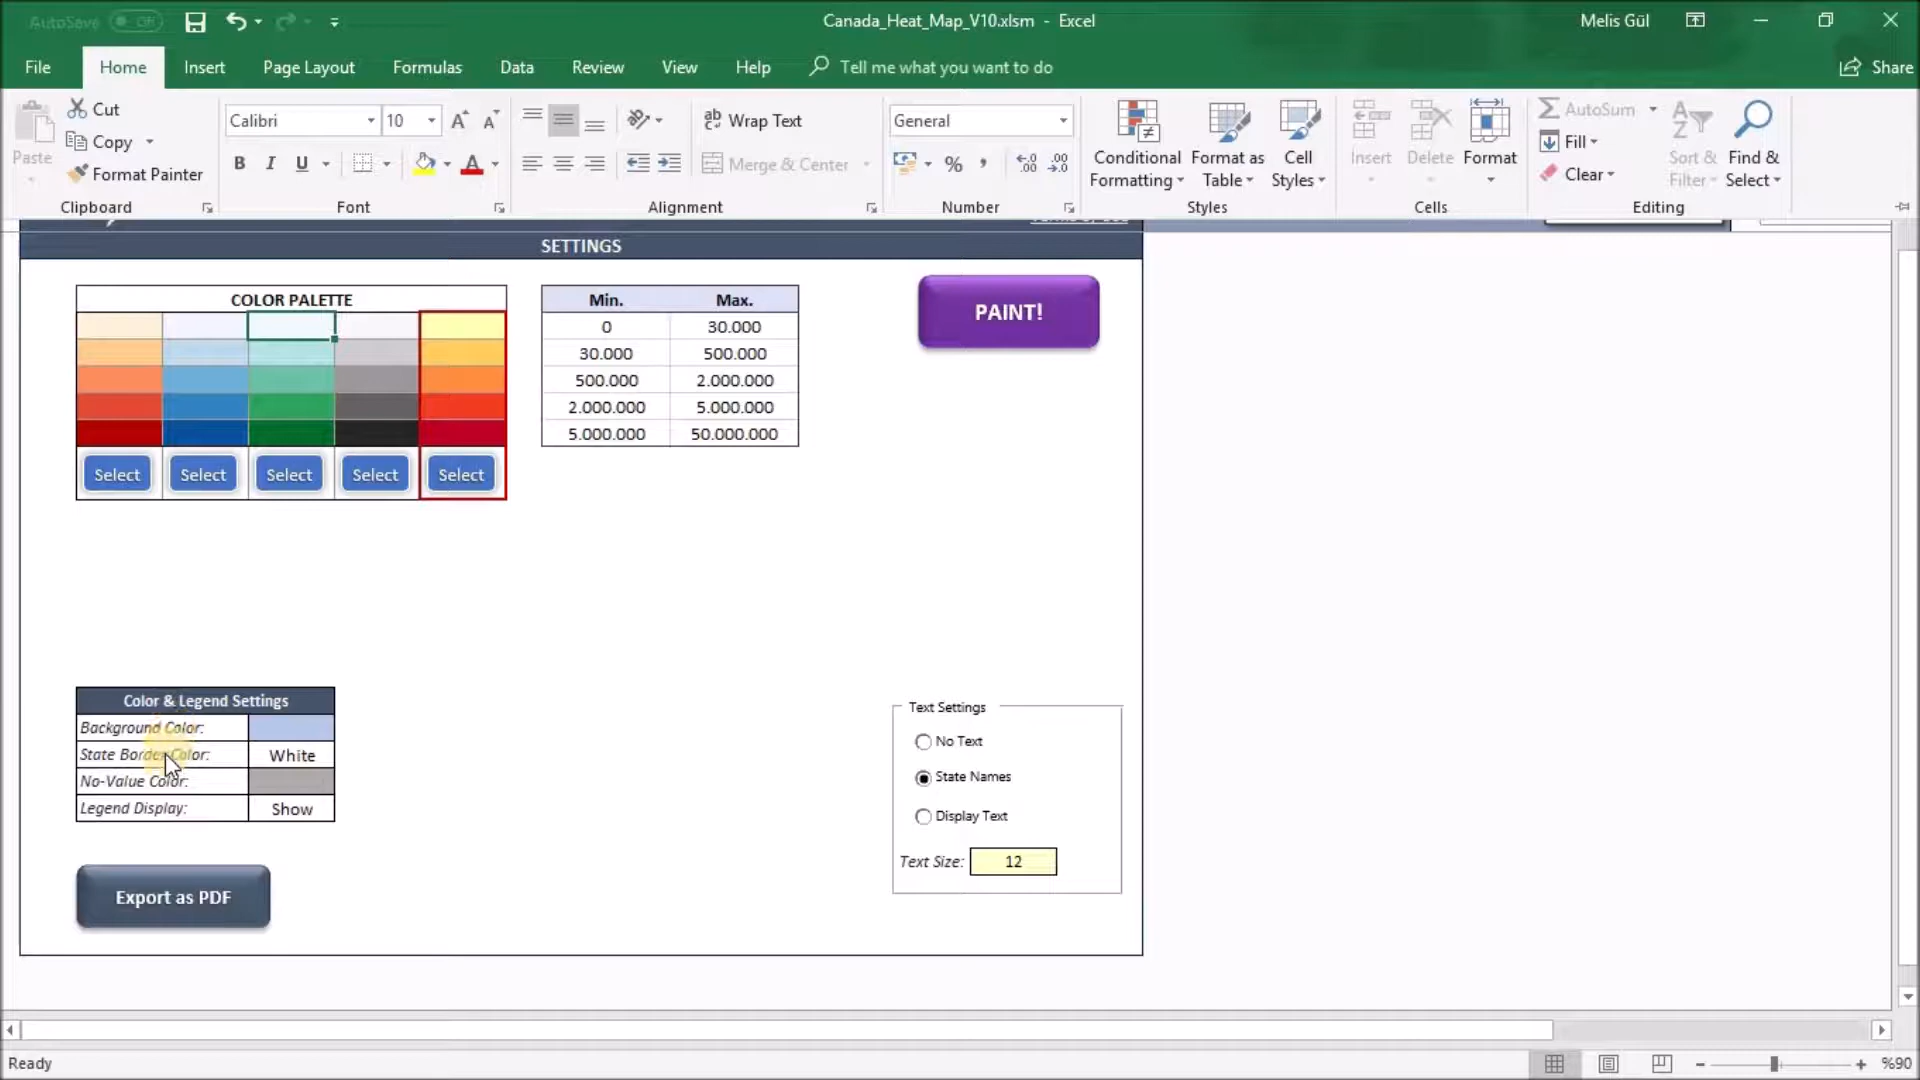 AutoSave Off
Canada_Heat_Map_V10.xlsm - Excel
Melis Gül
File Home Insert Page Layout Formulas Data Review View Help Tell me what you want to do Share
Cut
Copy
Paste
Format Painter
Clipboard
Calibri 10
B I U
Font
Wrap Text
Merge & Center
Alignment
General
Number
Conditional Formatting
Format as Table
Cell Styles
Styles
Insert
Delete
Format
Cells
AutoSum
Fill
Clear
Sort & Filter
Find & Select
Editing
SETTINGS
COLOR PALETTE
Select Select Select Select Select
Min. Max.
0 30.000
30.000 500.000
500.000 2.000.000
2.000.000 5.000.000
5.000.000 50.000.000
PAINT!
Color & Legend Settings
Background Color:
State Border Color: White
No-Value Color:
Legend Display: Show
Export as PDF
Text Settings
No Text
State Names
Display Text
Text Size: 12
Ready
%90